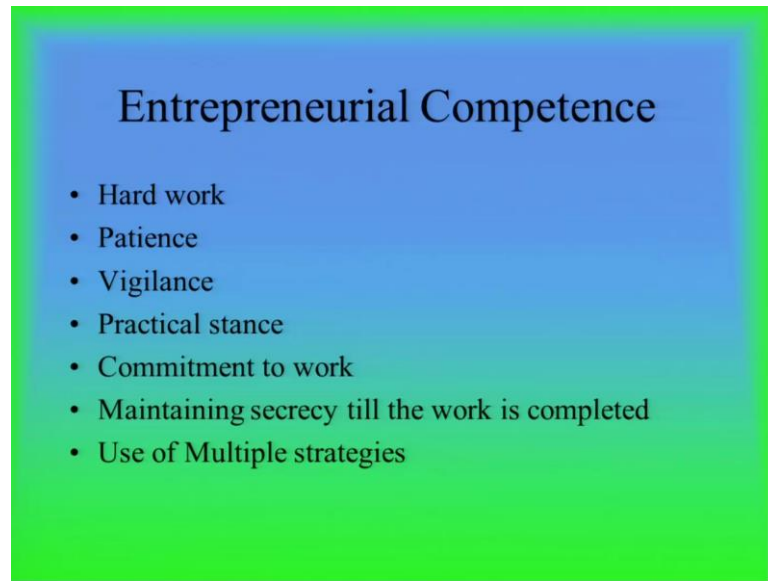 Entrepreneurial Competence
• Hard work
• Patience
• Vigilance
• Practical stance
• Commitment to work
• Maintaining secrecy till the work is completed
• Use of Multiple strategies